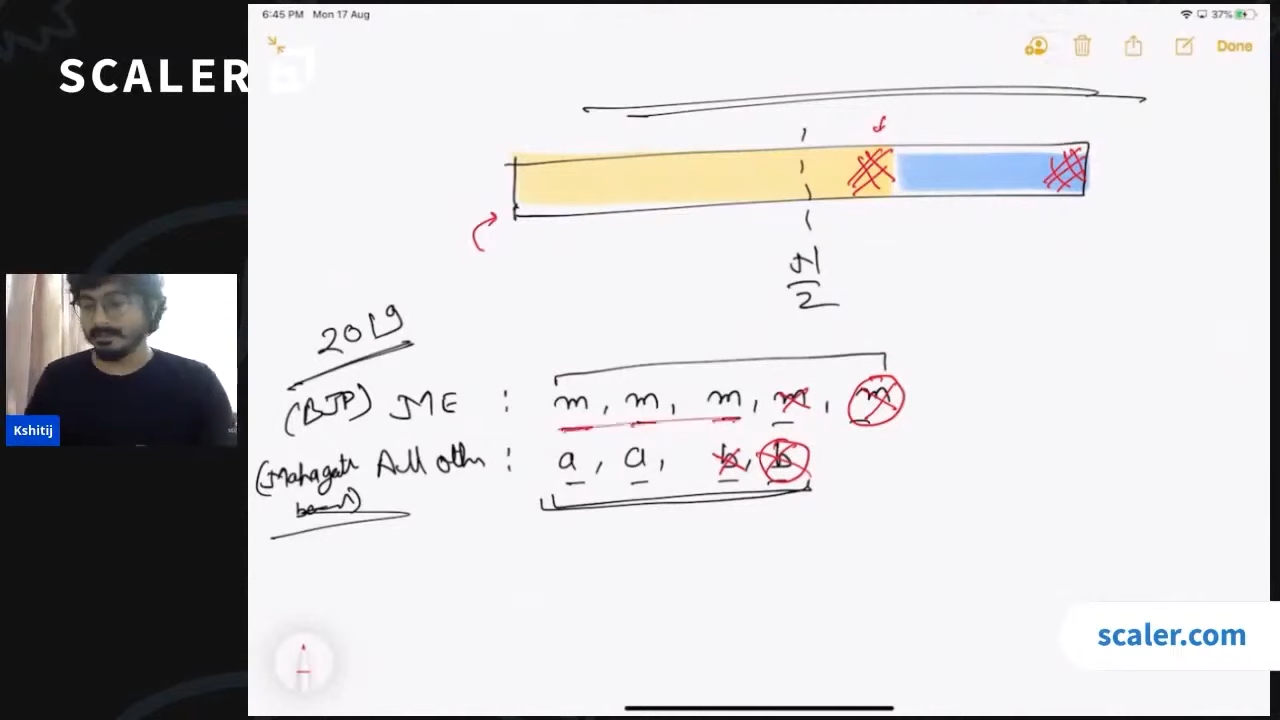 6:45 PM Mon 17 Aug
37%
SCALER
Done
N
2
2019
(BJP) ME : m, m, m, m, m
(Mahagath All other : a, a, b, b
Kshitij
scaler.com